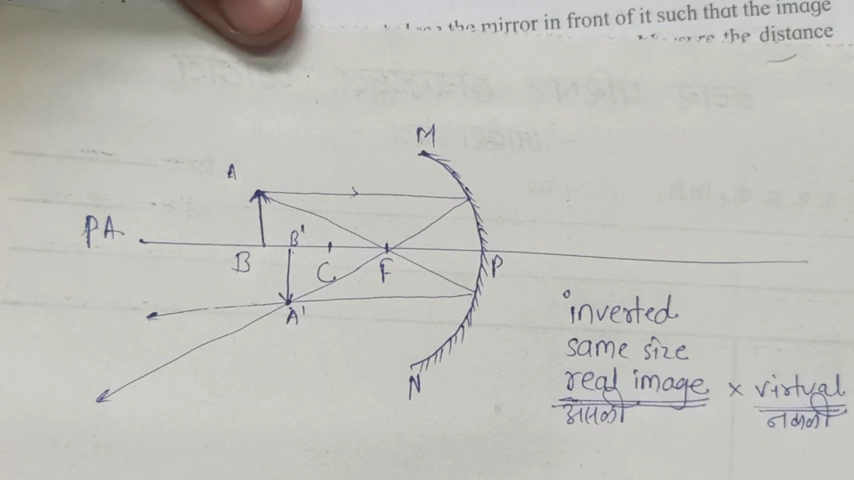 the mirror in front of it such that the image
the distance
M
A
PA
B
B'
C
F
P
A'
N
inverted
same size
real image × virtual
असली नकली